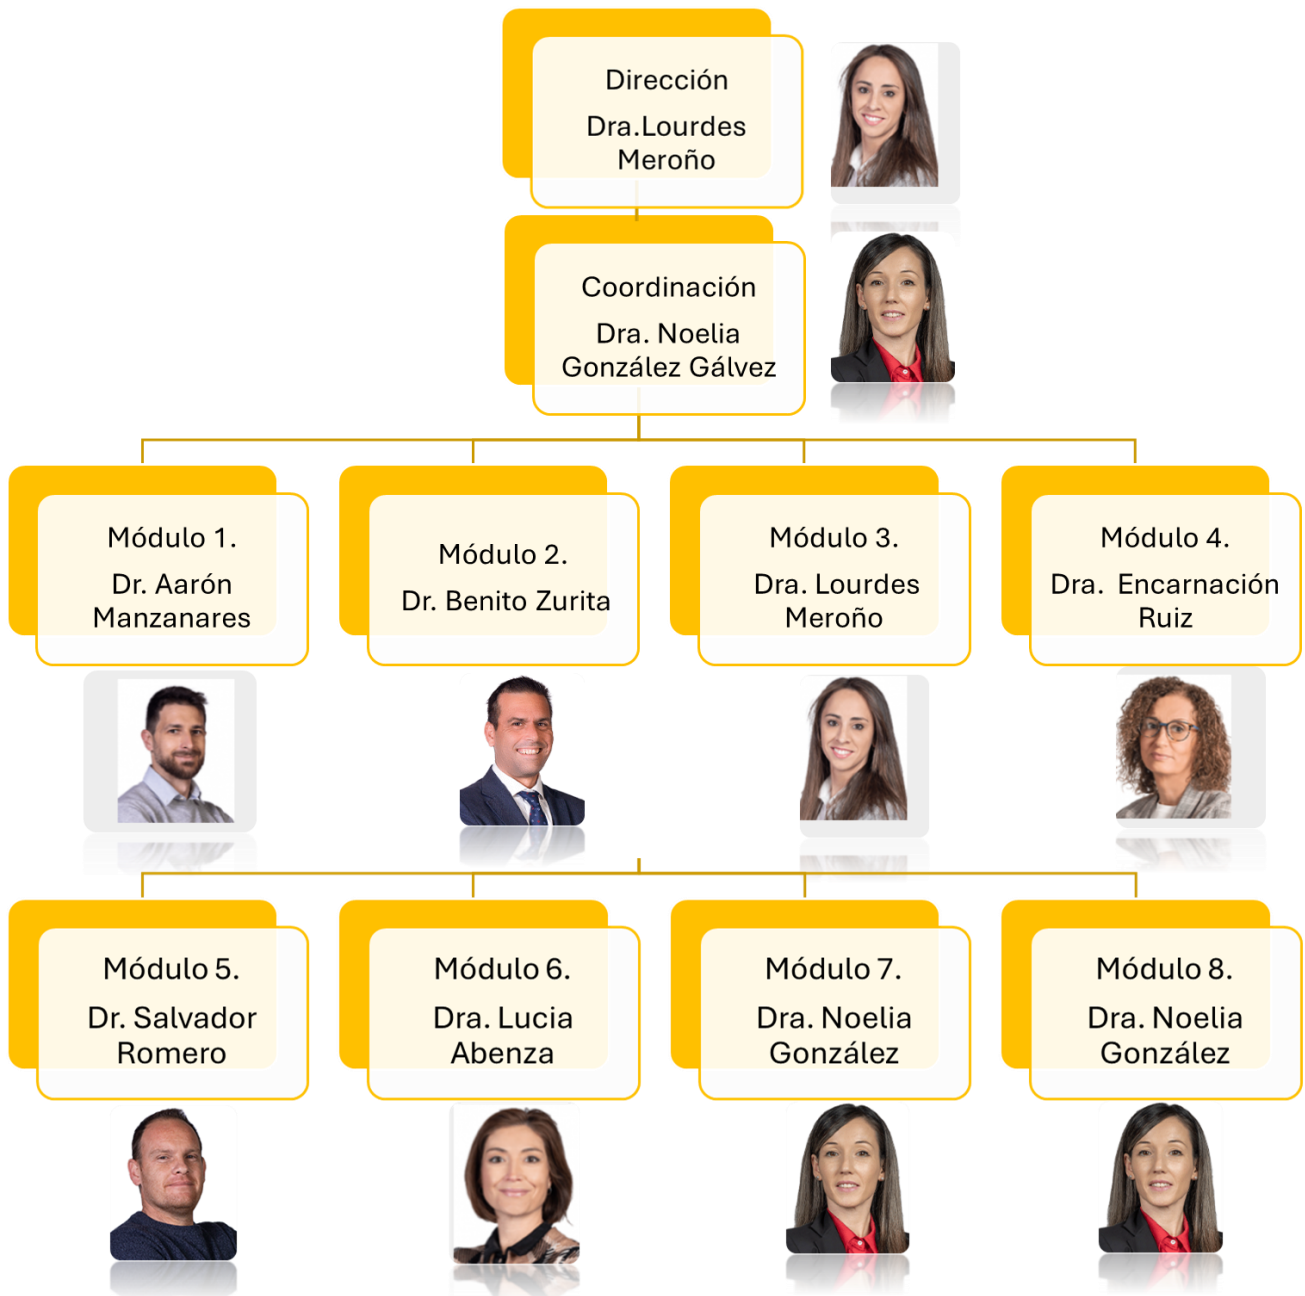 Dirección
Dra.Lourdes
Meroño
Coordinación
Dra. Noelia
González Gálvez
Módulo 1.
Dr. Aarón
Manzanares
Módulo 2.
Dr. Benito Zurita
Módulo 3.
Dra. Lourdes
Meroño
Módulo 4.
Dra. Encarnación
Ruiz
Módulo 5.
Dr. Salvador
Romero
Módulo 6.
Dra. Lucia
Abenza
Módulo 7.
Dra. Noelia
González
Módulo 8.
Dra. Noelia
González